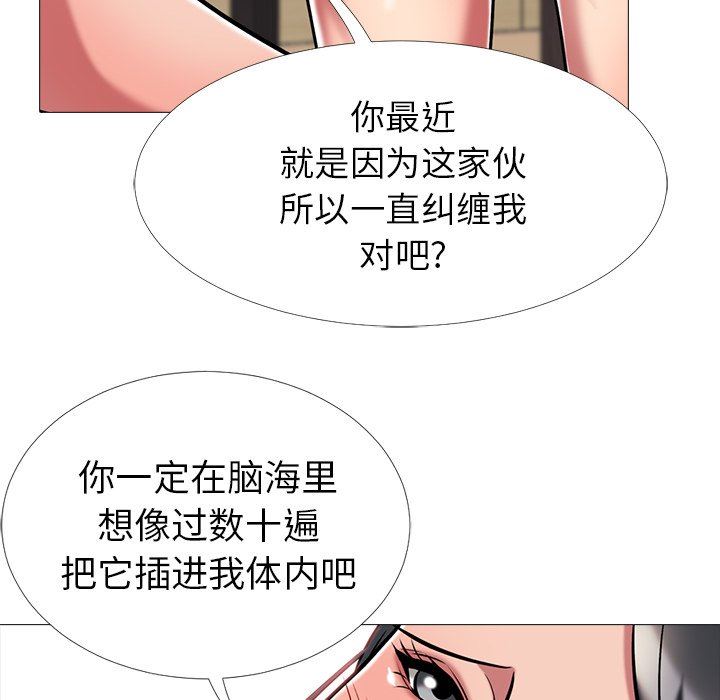 你最近
就是因为这家伙
所以一直纠缠我
对吧?
你一定在脑海里
想像过数十遍
把它插进我体内吧